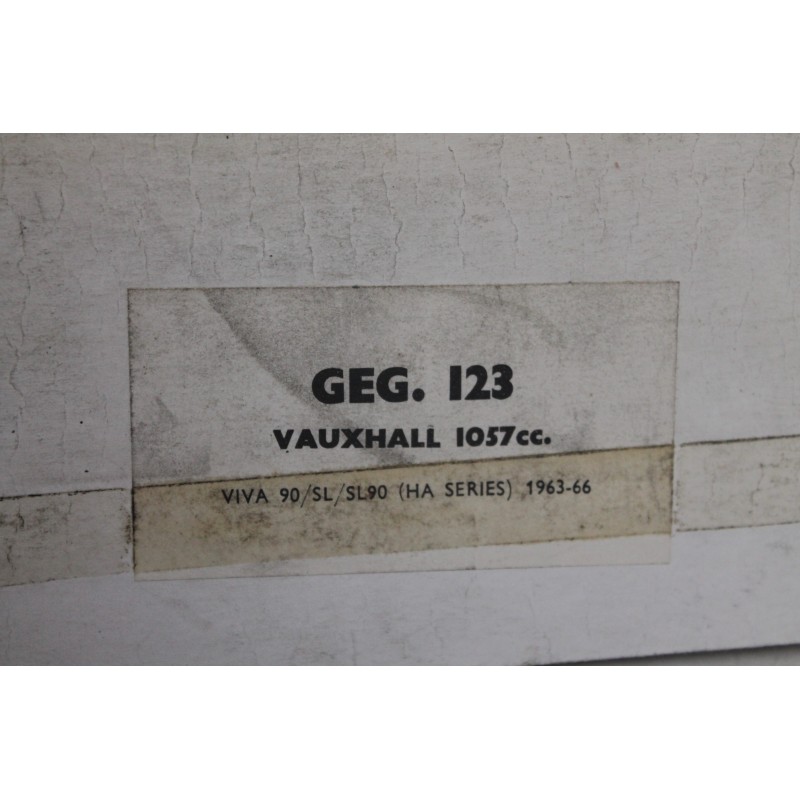 GEG. 123
VAUXHALL 1057cc.
VIVA 90/SL/SL90 (HA SERIES) 1963-66